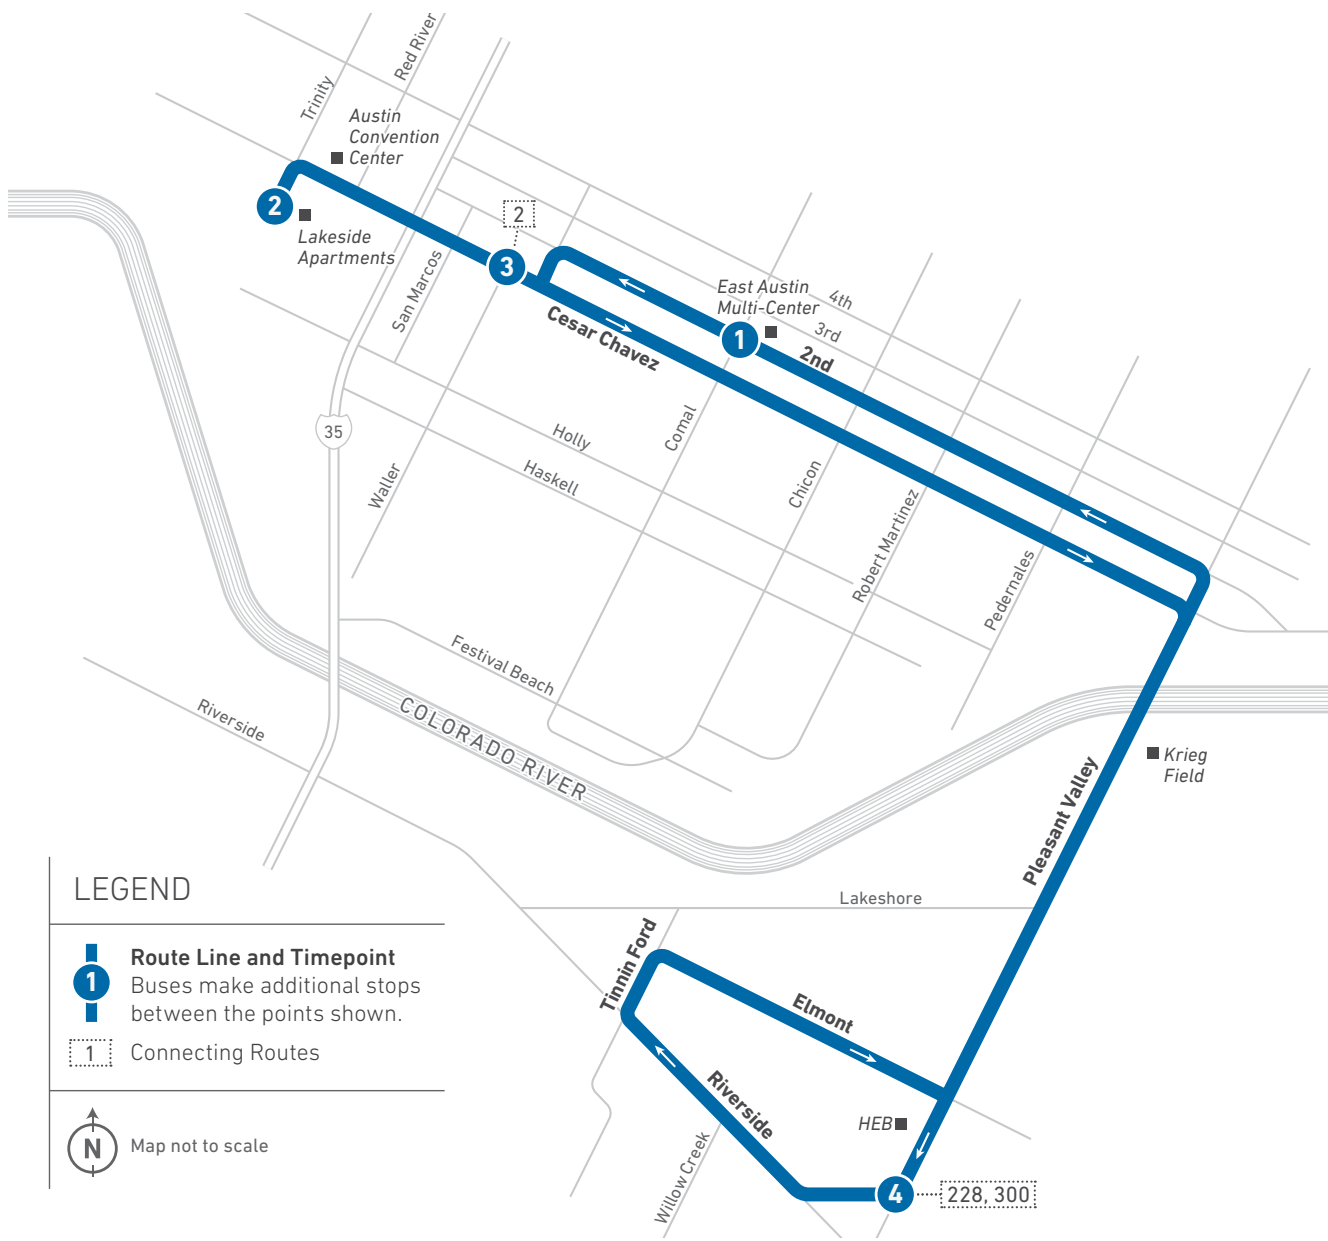 Trinity
Red River
Austin
Convention
Center
2
Lakeside
Apartments
San Marcos
2
3
Cesar Chavez
East Austin
Multi-Center
1
4th
3rd
2nd
35
Holly
Haskell
Waller
Comal
Chicon
Robert Martinez
Pedernales
Festival Beach
COLORADO RIVER
Riverside
Krieg
Field
Pleasant Valley
Lakeshore
Tinnin Ford
Elmont
Riverside
HEB
Willow Creek
4
228, 300
LEGEND
1
Route Line and Timepoint
Buses make additional stops
between the points shown.
1
Connecting Routes
N
Map not to scale